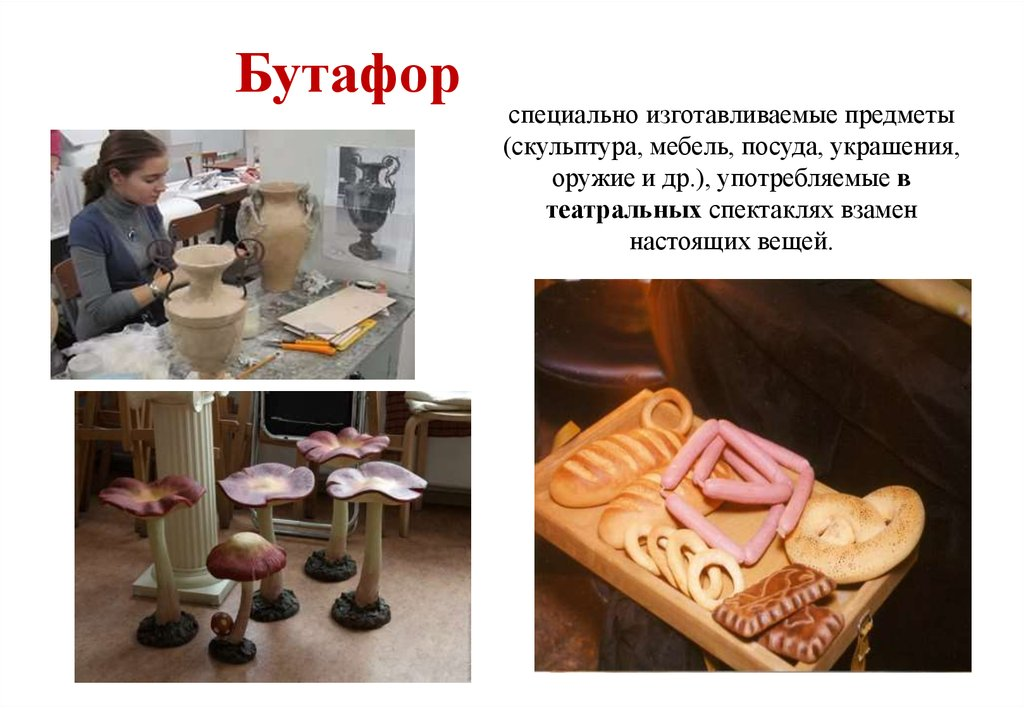 Бутафор
специально изготавливаемые предметы
(скульптура, мебель, посуда, украшения,
оружие и др.), употребляемые в
театральных спектаклях взамен
настоящих вещей.